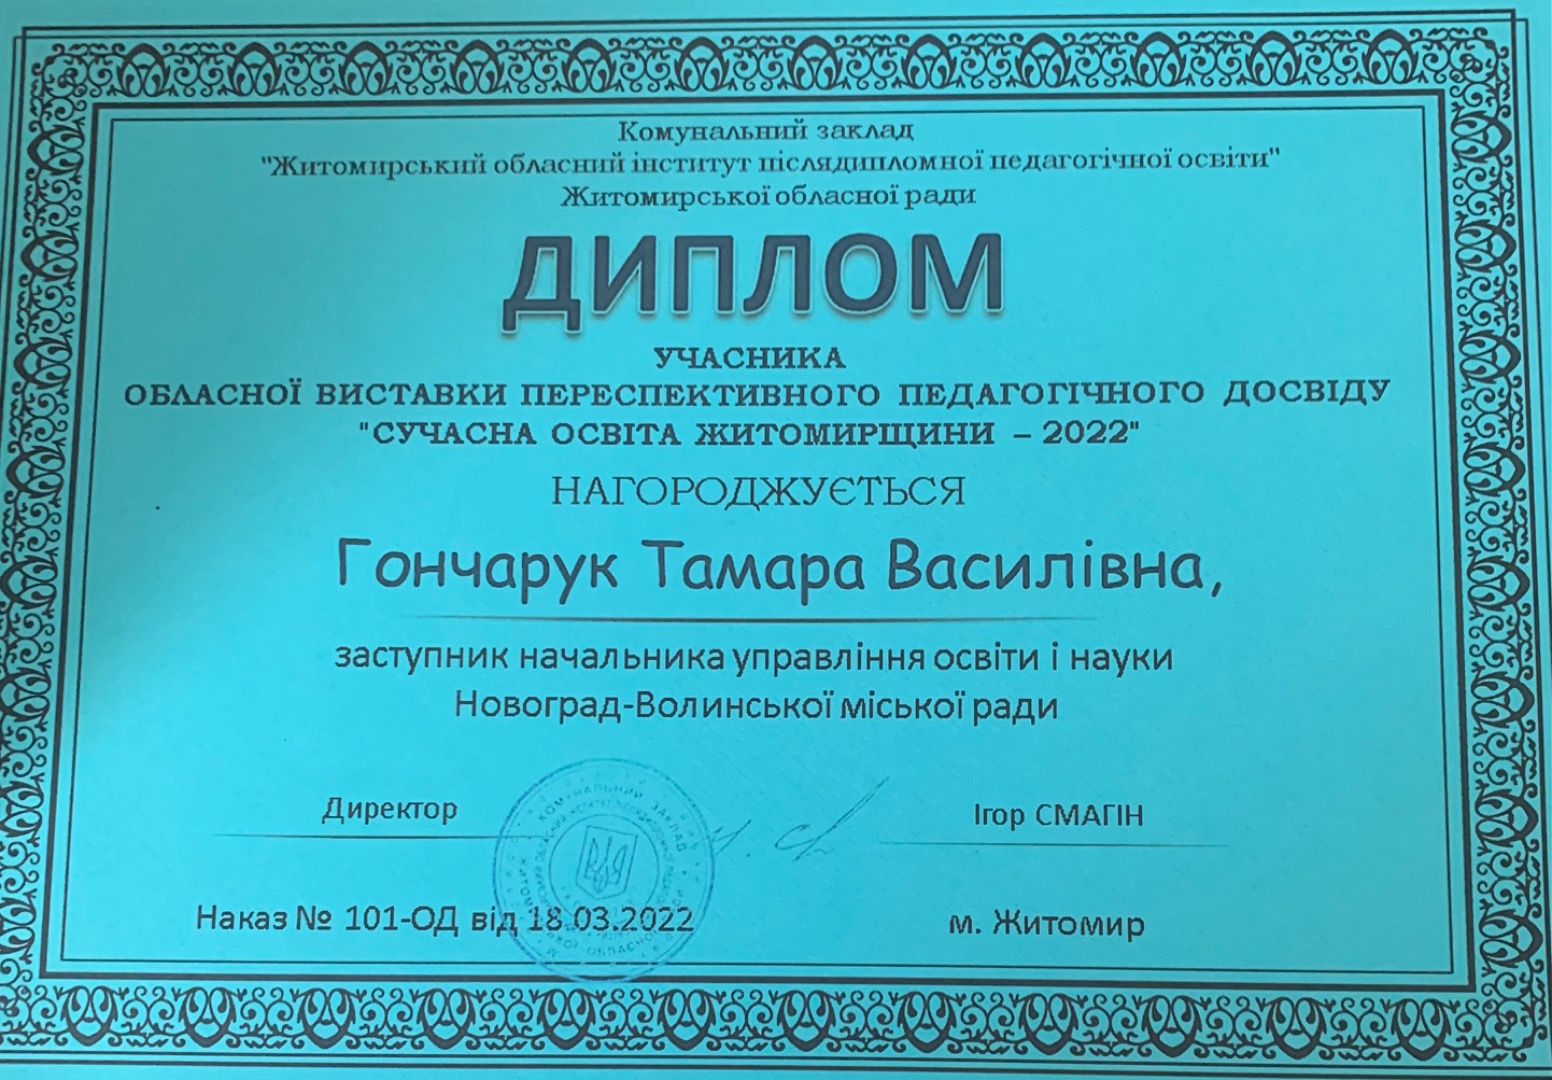 Комунальний заклад
"Житомирський обласний інститут післядипломної педагогічної освіти"
Житомирської обласної ради
ДИПЛОМ
УЧАСНИКА
ОБЛАСНОЇ ВИСТАВКИ ПЕРЕСПЕКТИВНОГО ПЕДАГОГІЧНОГО ДОСВІДУ
"СУЧАСНА ОСВІТА ЖИТОМИРЩИНИ – 2022"
НАГОРОДЖУЄТЬСЯ
Гончарук Тамара Василівна,
заступник начальника управління освіти і науки
Новоград-Волинської міської ради
Директор
Ігор СМАГІН
КОМУНАЛЬНИЙ ЗАКЛАД
Наказ № 101-ОД від 18.03.2022
м. Житомир